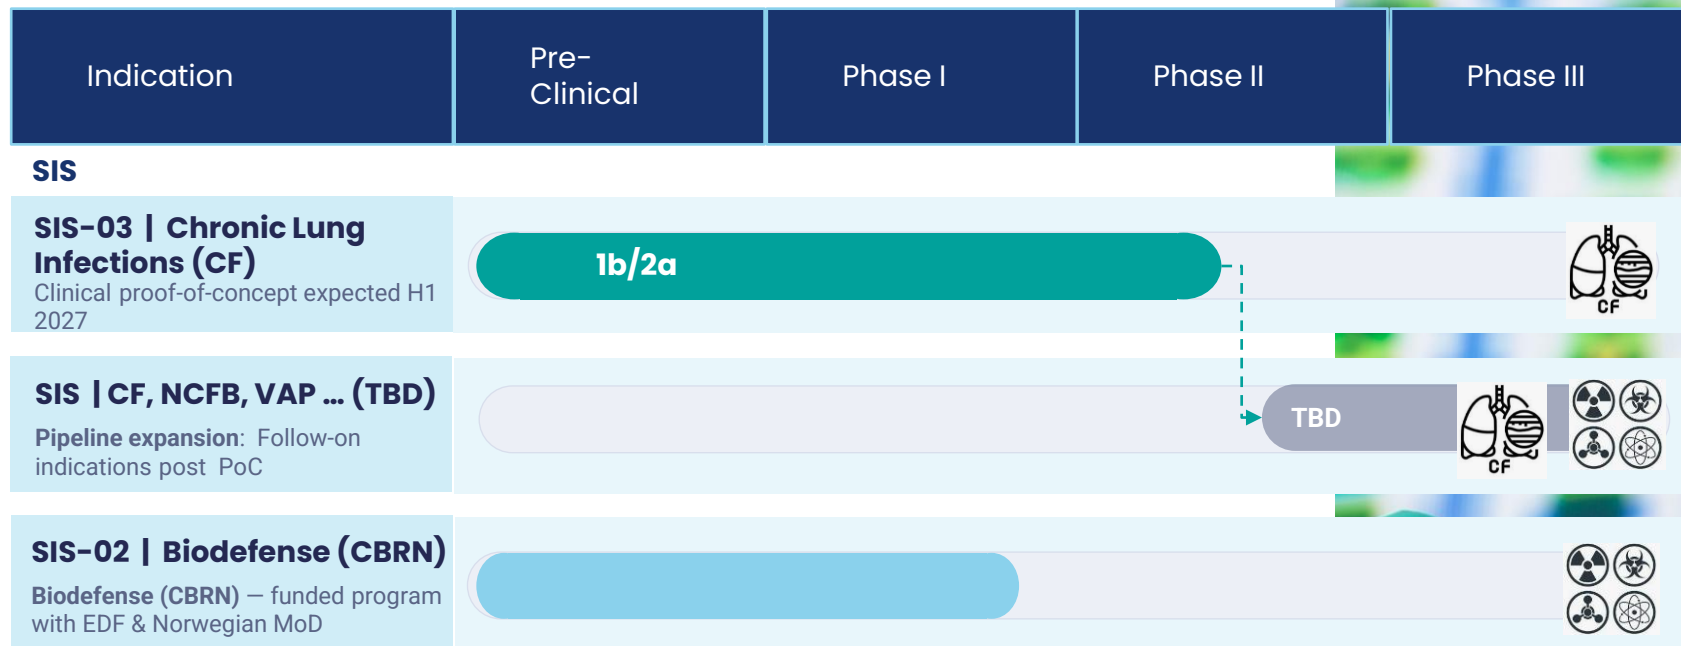 Indication
Pre-
Clinical
Phase I
Phase II
Phase III
SIS
SIS-03 | Chronic Lung
Infections (CF)
Clinical proof-of-concept expected H1
2027
1b/2a
CF
SIS | CF, NCFB, VAP ... (TBD)
Pipeline expansion: Follow-on
indications post PoC
TBD
CF
SIS-02 | Biodefense (CBRN)
Biodefense (CBRN) — funded program
with EDF & Norwegian MoD